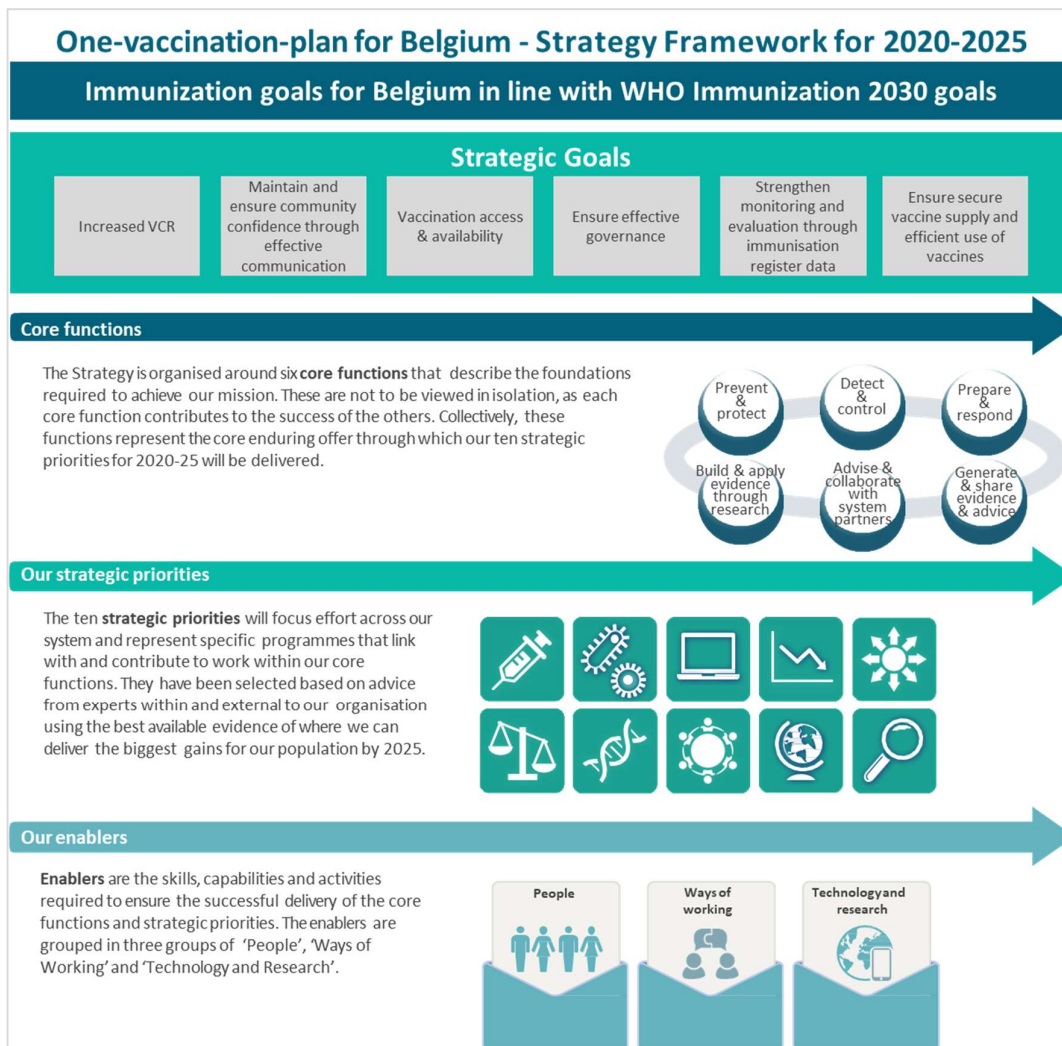 One-vaccination-plan for Belgium - Strategy Framework for 2020-2025
Immunization goals for Belgium in line with WHO Immunization 2030 goals
Strategic Goals
Increased VCR
Maintain and
ensure community
confidence through
effective
communication
Vaccination access
& availability
Ensure effective
governance
Strengthen
monitoring and
evaluation through
immunisation
register data
Ensure secure
vaccine supply and
efficient use of
vaccines
Core functions
The Strategy is organised around six core functions that describe the foundations
required to achieve our mission. These are not to be viewed in isolation, as each
core function contributes to the success of the others. Collectively, these
functions represent the core enduring offer through which our ten strategic
priorities for 2020-25 will be delivered.
Prevent
&
protect
Detect
&
control
Prepare
&
respond
Build & apply
evidence
through
research
Advise &
collaborate
with
system
partners
Generate
& share
evidence
& advice
Our strategic priorities
The ten strategic priorities will focus effort across our
system and represent specific programmes that link
with and contribute to work within our core
functions. They have been selected based on advice
from experts within and external to our organisation
using the best available evidence of where we can
deliver the biggest gains for our population by 2025.
Our enablers
Enablers are the skills, capabilities and activities
required to ensure the successful delivery of the core
functions and strategic priorities. The enablers are
grouped in three groups of ‘People’, ‘Ways of
Working’ and ‘Technology and Research’.
People
Ways of
working
Technology and
research